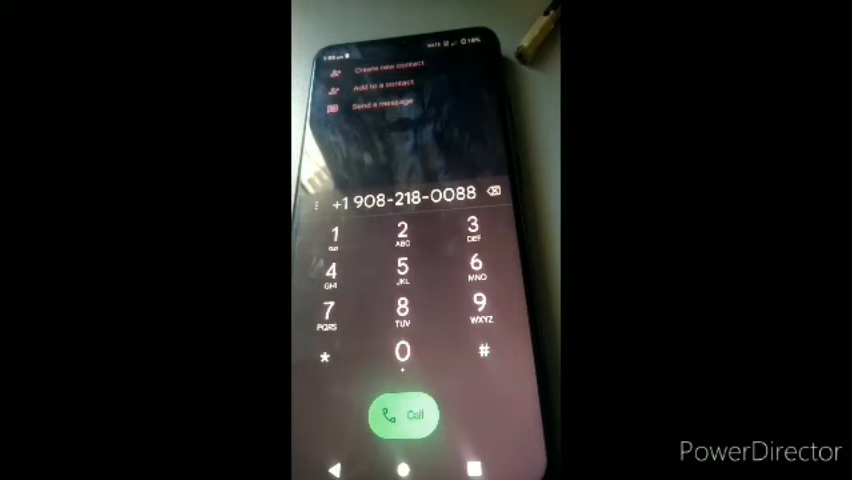 Create new contact
Add to a contact
Send a message
+1 908-218-0088
1 2 3
ABC DEF
4 5 6
GHI JKL MNO
7 8 9
PQRS TUV WXYZ
* 0 #
+
Call
PowerDirector